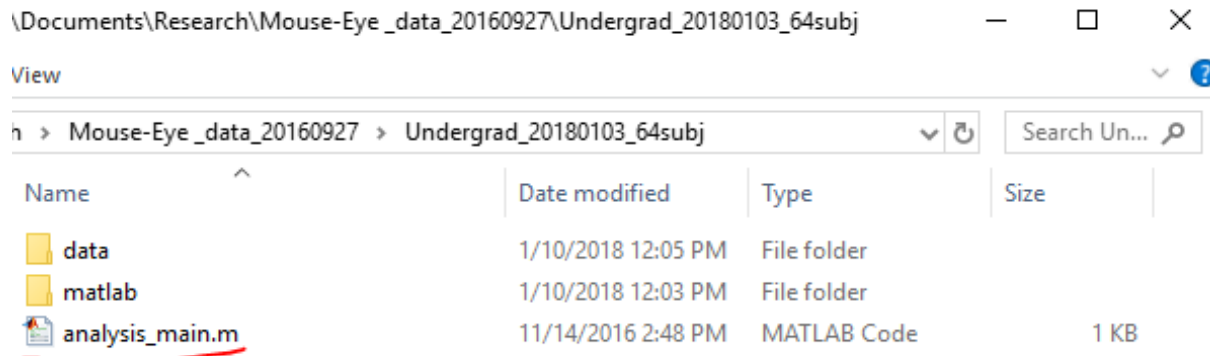 \Documents\Research\Mouse-Eye _data_20160927\Undergrad_20180103_64subj
View
h > Mouse-Eye _data_20160927 > Undergrad_20180103_64subj Search Un...
Name Date modified Type Size
data 1/10/2018 12:05 PM File folder
matlab 1/10/2018 12:03 PM File folder
analysis_main.m 11/14/2016 2:48 PM MATLAB Code 1 KB